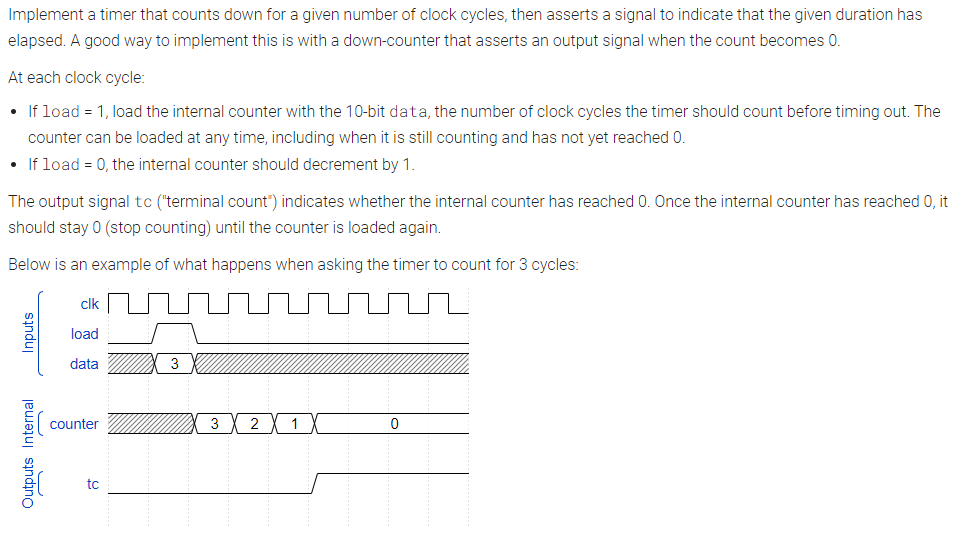 Implement a timer that counts down for a given number of clock cycles, then asserts a signal to indicate that the given duration has
elapsed. A good way to implement this is with a down-counter that asserts an output signal when the count becomes 0.
At each clock cycle:
• If load = 1, load the internal counter with the 10-bit data, the number of clock cycles the timer should count before timing out. The
counter can be loaded at any time, including when it is still counting and has not yet reached 0.
• If load = 0, the internal counter should decrement by 1.
The output signal tc ("terminal count") indicates whether the internal counter has reached 0. Once the internal counter has reached 0, it
should stay 0 (stop counting) until the counter is loaded again.
Below is an example of what happens when asking the timer to count for 3 cycles:
Inputs
clk
load
data 3
Internal
counter 3 2 1 0
Outputs
tc